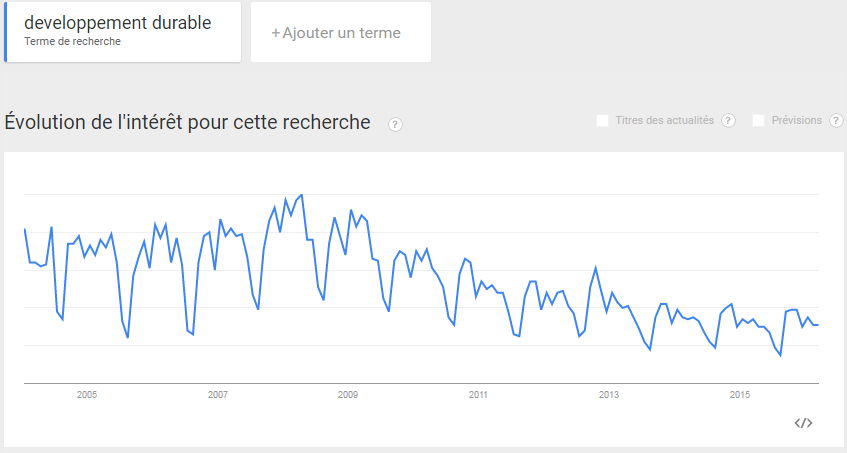 developpement durable
Terme de recherche
+ Ajouter un terme
Évolution de l'intérêt pour cette recherche ?
Titres des actualités ?
Prévisions ?
2005 2007 2009 2011 2013 2015
</>